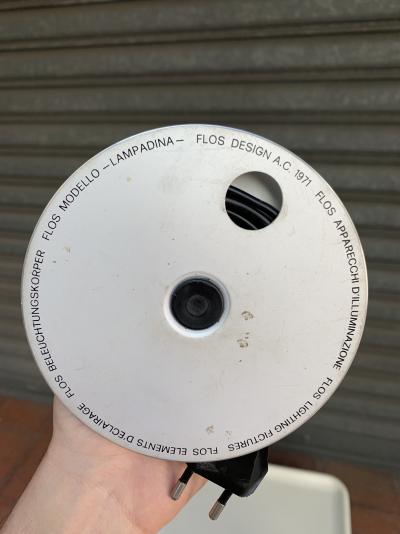 FLOS MODELLO – LAMPADINA –
FLOS DESIGN A.C. 1971
FLOS APPARECCHI D'ILLUMINAZIONE
FLOS LIGHTING FICTURES
FLOS ELEMENTS D'ECLAIRAGE
FLOS BELEUCHTUNGSKORPER